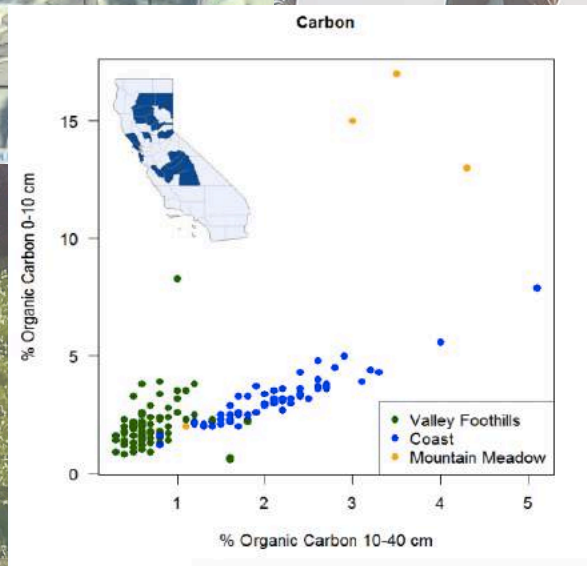 Carbon
% Organic Carbon 0-10 cm
15
10
5
0
Valley Foothills
Coast
Mountain Meadow
1
2
3
4
5
% Organic Carbon 10-40 cm